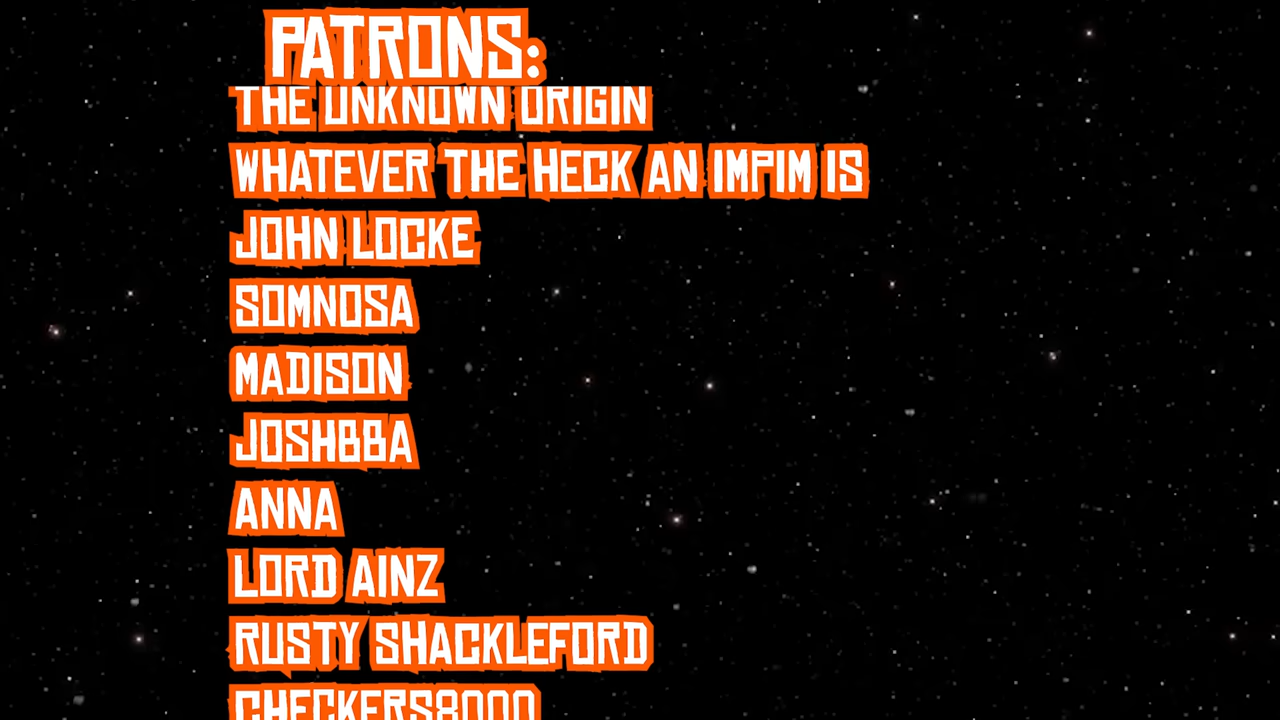 PATRONS:
THE UNKNOWN ORIGIN
WHATEVER THE HECK AN IMPIM IS
JOHN LOCKE
SOMNOSA
MADISON
JOSHBBA
ANNA
LORD AINZ
RUSTY SHACKLEFORD
CHECKERS8000